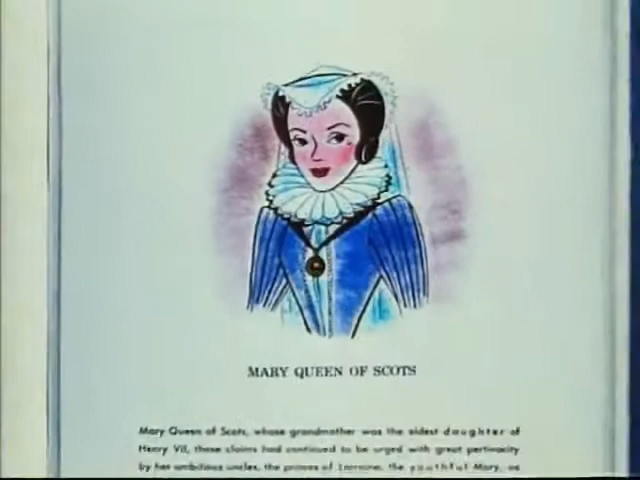 MARY QUEEN OF SCOTS
Mary Queen of Scots, whose grandmother was the eldest daughter of
Henry VII, these claims had continued to be urged with great pertinacity
by her ambitious uncles, the princes of Lorraine, the youthful Mary, as